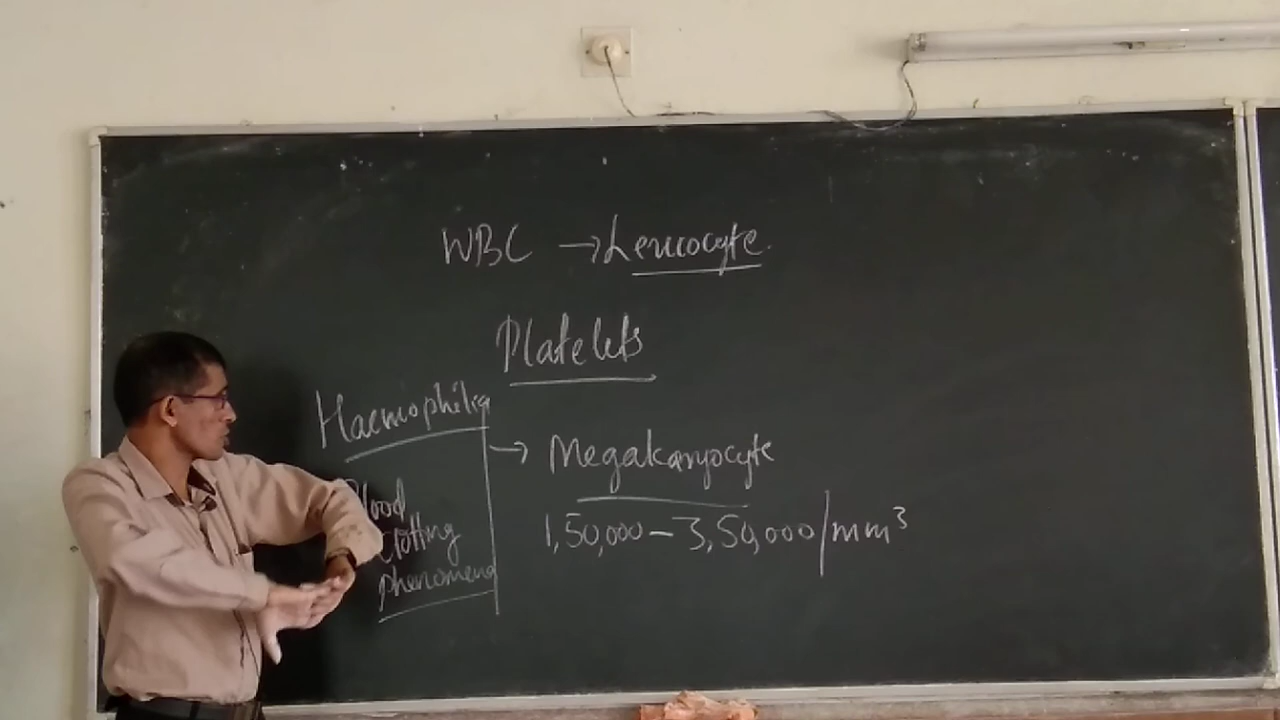 WBC → Leucocyte.
Platelets
Haemophilia
Blood
Clotting
phenomena
→ Megakaryocyte
1,50,000 - 3,50,000/mm³